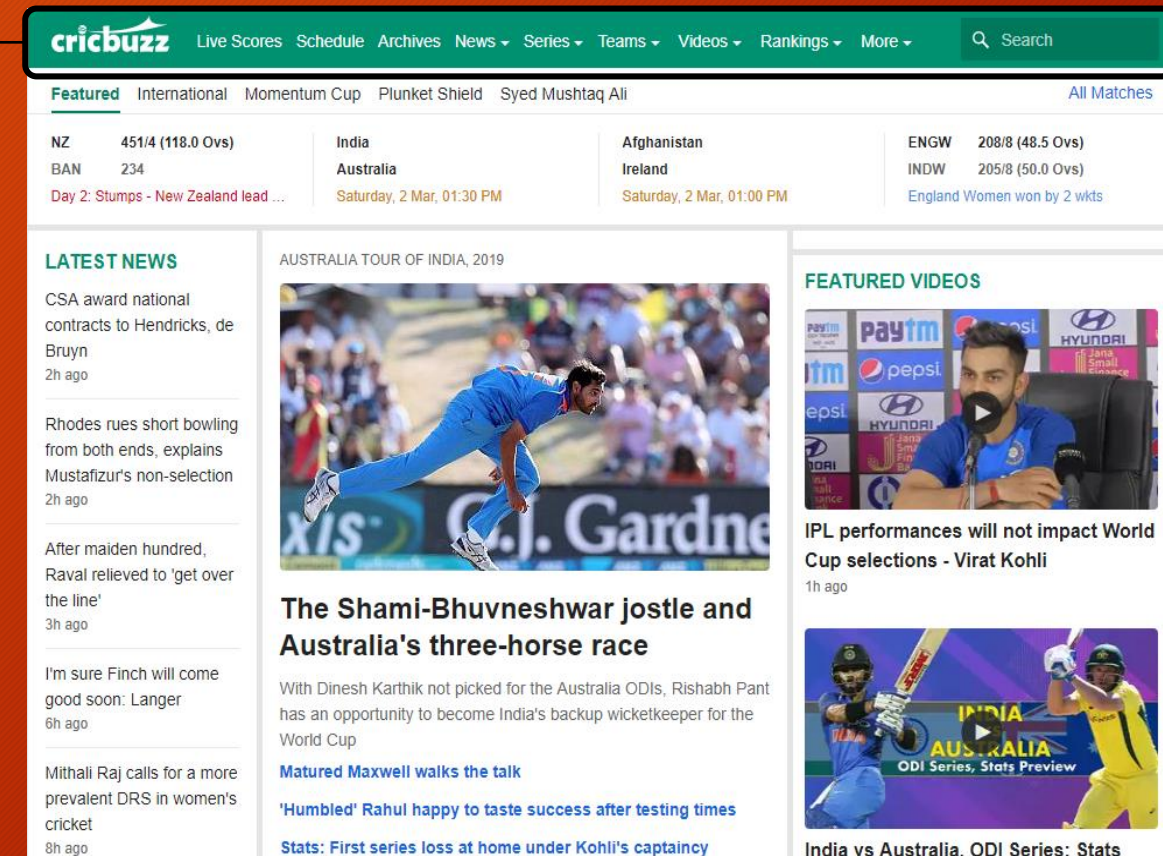 cricbuzz Live Scores Schedule Archives News Series Teams Videos Rankings More Search
Featured International Momentum Cup Plunket Shield Syed Mushtaq Ali All Matches
NZ 451/4 (118.0 Ovs)
BAN 234
Day 2: Stumps - New Zealand lead ...
India
Australia
Saturday, 2 Mar, 01:30 PM
Afghanistan
Ireland
Saturday, 2 Mar, 01:00 PM
ENGW 208/8 (48.5 Ovs)
INDW 205/8 (50.0 Ovs)
England Women won by 2 wkts
LATEST NEWS
CSA award national
contracts to Hendricks, de
Bruyn
2h ago
Rhodes rues short bowling
from both ends, explains
Mustafizur's non-selection
2h ago
After maiden hundred,
Raval relieved to 'get over
the line'
3h ago
I'm sure Finch will come
good soon: Langer
6h ago
Mithali Raj calls for a more
prevalent DRS in women's
cricket
8h ago
AUSTRALIA TOUR OF INDIA, 2019
XIS G.J. Gardne
The Shami-Bhuvneshwar jostle and
Australia's three-horse race
With Dinesh Karthik not picked for the Australia ODIs, Rishabh Pant
has an opportunity to become India's backup wicketkeeper for the
World Cup
Matured Maxwell walks the talk
'Humbled' Rahul happy to taste success after testing times
Stats: First series loss at home under Kohli's captaincy
FEATURED VIDEOS
paytm
HYUNDAI
pepsi
epsi
HYUNDAI
IPL performances will not impact World
Cup selections - Virat Kohli
1h ago
INDIA
AUSTRALIA
ODI Series, Stats Preview
India vs Australia, ODI Series: Stats